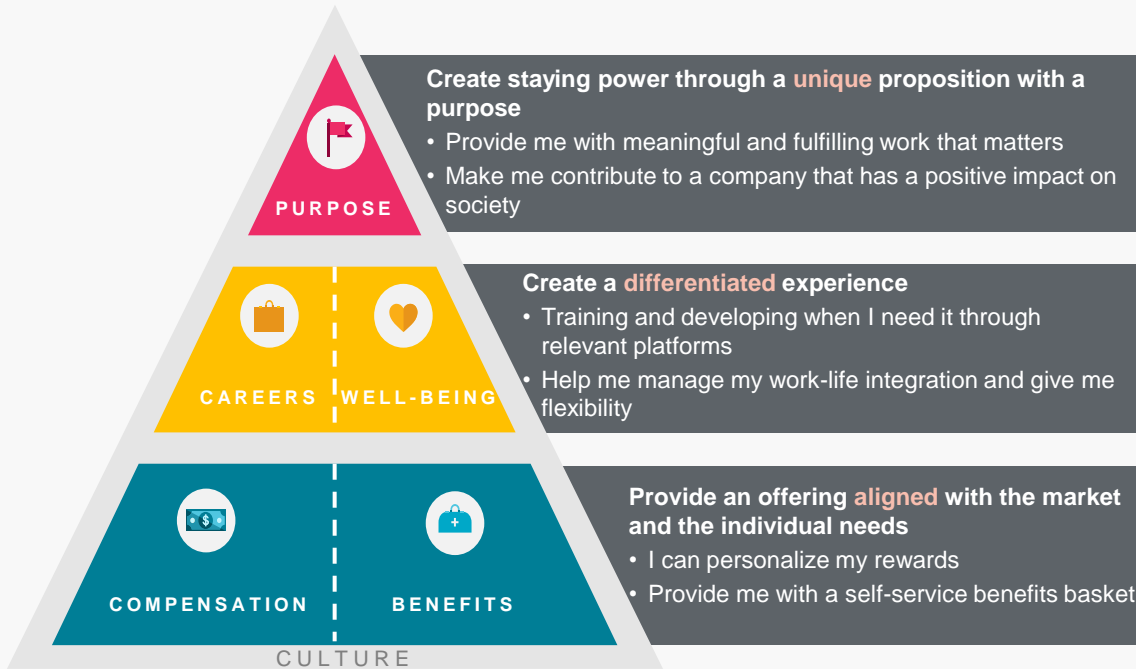 Create staying power through a unique proposition with a
purpose
• Provide me with meaningful and fulfilling work that matters
• Make me contribute to a company that has a positive impact on
society
PURPOSE
Create a differentiated experience
• Training and developing when I need it through
relevant platforms
• Help me manage my work-life integration and give me
flexibility
CAREERS
WELL-BEING
Provide an offering aligned with the market
and the individual needs
• I can personalize my rewards
• Provide me with a self-service benefits basket
$
COMPENSATION
BENEFITS
CULTURE